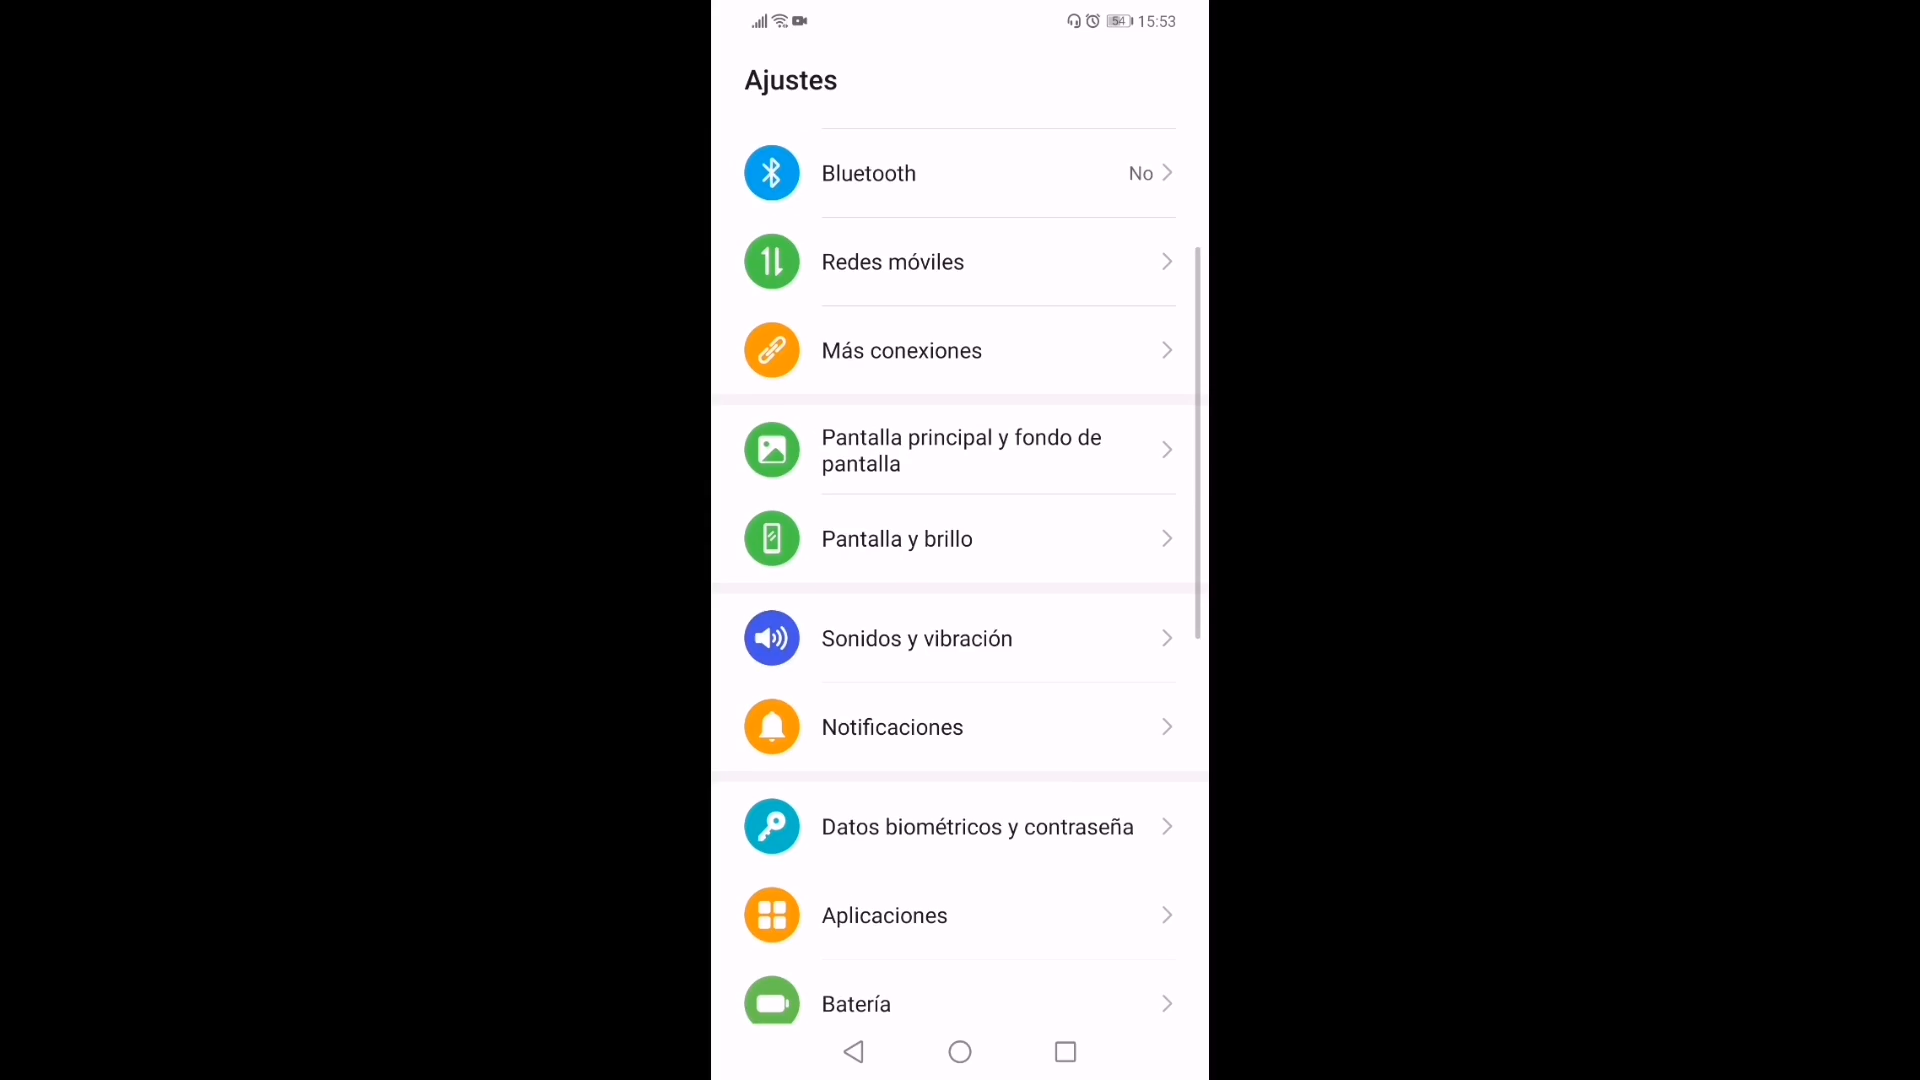 54 15:53
Ajustes
Bluetooth No
Redes móviles
Más conexiones
Pantalla principal y fondo de
pantalla
Pantalla y brillo
Sonidos y vibración
Notificaciones
Datos biométricos y contraseña
Aplicaciones
Batería